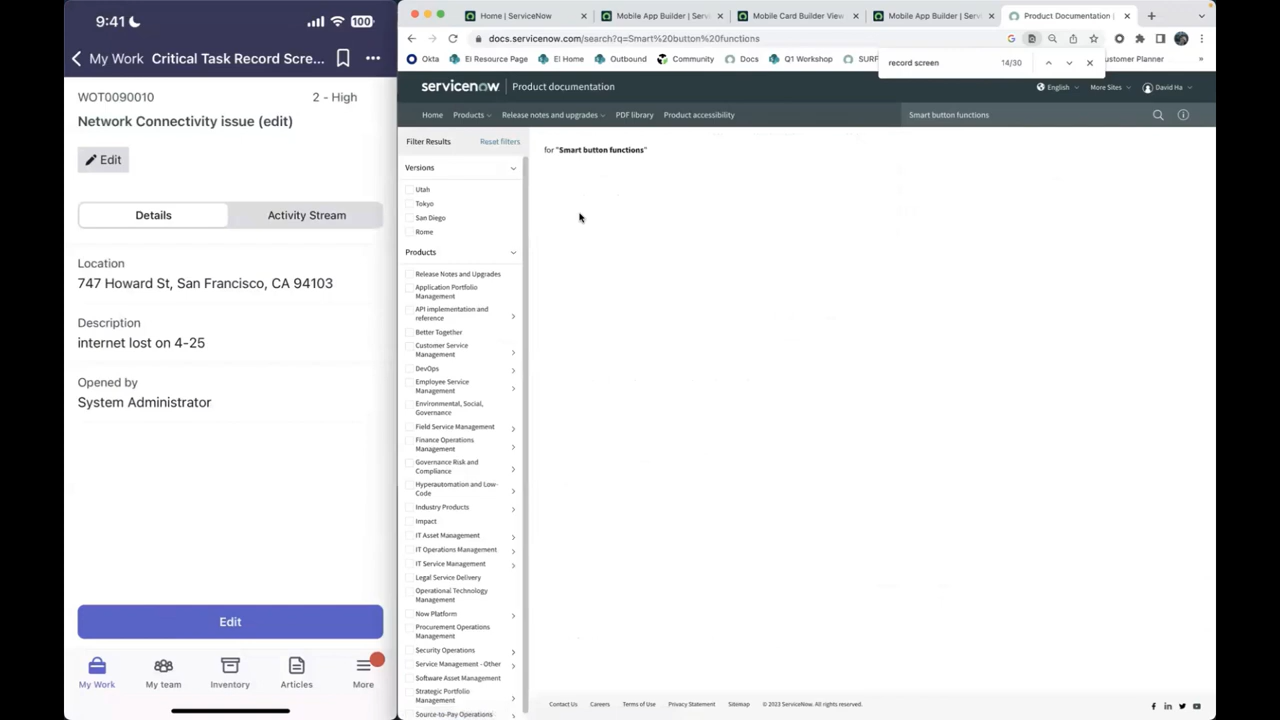 9:41
100
My Work
Critical Task Record Scre...
WOT0090010
2 - High
Network Connectivity issue (edit)
Edit
Details
Activity Stream
Location
747 Howard St, San Francisco, CA 94103
Description
internet lost on 4-25
Opened by
System Administrator
Edit
My Work
My team
Inventory
Articles
More
Home | ServiceNow
Mobile App Builder | Servic
Mobile Card Builder View
Mobile App Builder | Servic
Product Documentation |
docs.servicenow.com/search?q=Smart%20button%20functions
record screen
14/30
Okta
EI Resource Page
EI Home
Outbound
Community
Docs
Q1 Workshop
SURF
ustomer Planner
servicenow
Product documentation
English
More Sites
David Ha
Home
Products
Release notes and upgrades
PDF library
Product accessibility
Smart button functions
Filter Results
Reset filters
for "Smart button functions"
Versions
Utah
Tokyo
San Diego
Rome
Products
Release Notes and Upgrades
Application Portfolio
Management
API implementation and
reference
Better Together
Customer Service
Management
DevOps
Employee Service
Management
Environmental, Social,
Governance
Field Service Management
Finance Operations
Management
Governance Risk and
Compliance
Hyperautomation and Low-
Code
Industry Products
Impact
IT Asset Management
IT Operations Management
IT Service Management
Legal Service Delivery
Operational Technology
Management
Now Platform
Procurement Operations
Management
Security Operations
Service Management - Other
Software Asset Management
Strategic Portfolio
Management
Source-to-Pay Operations
Contact Us
Careers
Terms of Use
Privacy Statement
Sitemap
© 2023 ServiceNow. All rights reserved.